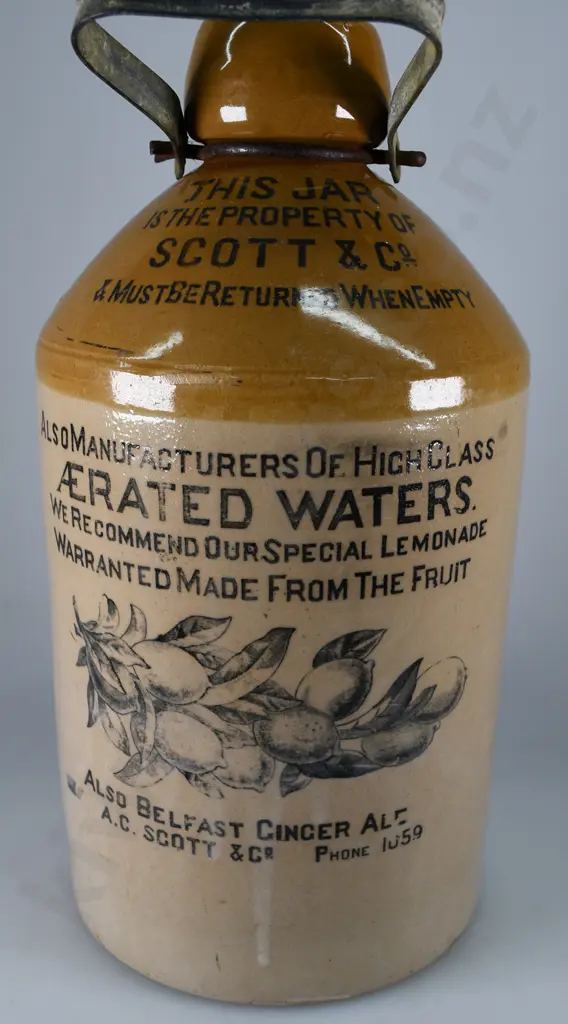 THIS JAR
IS THE PROPERTY OF
SCOTT & Co
& MUST BE RETURNED WHEN EMPTY
ALSO MANUFACTURERS OF HIGH CLASS
ÆRATED WATERS.
WE RECOMMEND OUR SPECIAL LEMONADE
WARRANTED MADE FROM THE FRUIT
ALSO BELFAST GINGER ALE
A.C. SCOTT & Co PHONE 1059
.nz